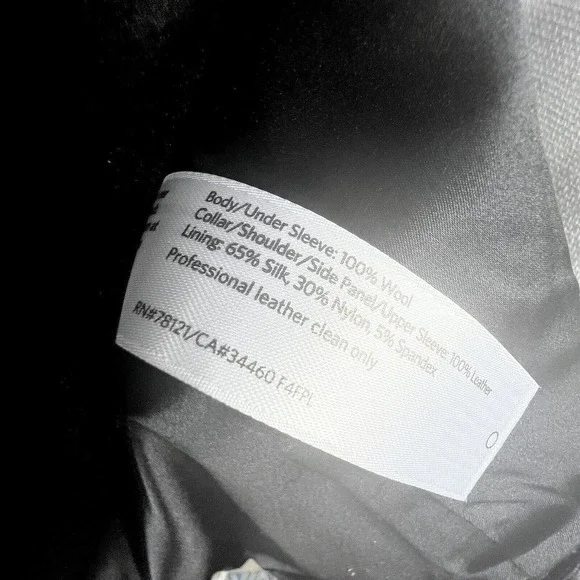 Body/Under Sleeve: 100% Wool
Collar/Shoulder/Side Panel/Upper Sleeve: 100% Leather
Lining: 65% Silk, 30% Nylon, 5% Spandex
Professional leather clean only
RN#78121/CA#34460 F4FPL